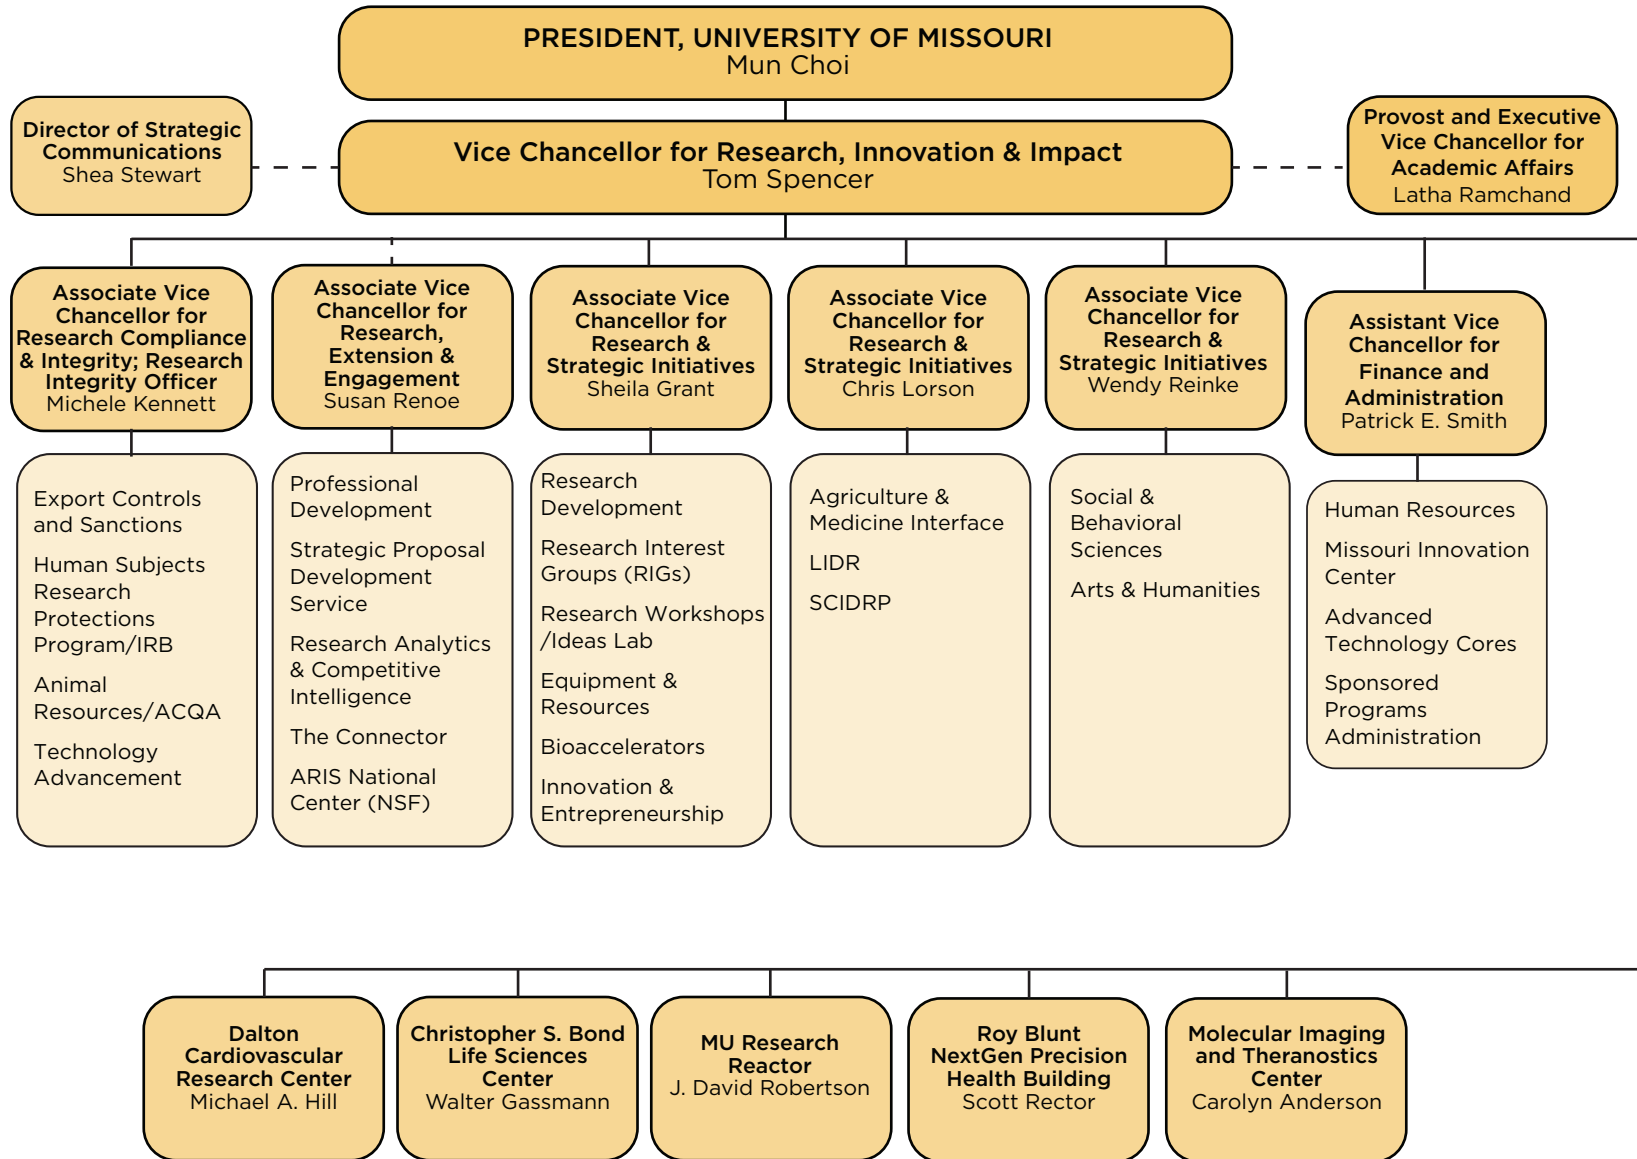 PRESIDENT, UNIVERSITY OF MISSOURI
Mun Choi
Director of Strategic
Communications
Shea Stewart
Vice Chancellor for Research, Innovation & Impact
Tom Spencer
Provost and Executive
Vice Chancellor for
Academic Affairs
Latha Ramchand
Associate Vice
Chancellor for
Research Compliance
& Integrity; Research
Integrity Officer
Michele Kennett
Export Controls
and Sanctions
Human Subjects
Research
Protections
Program/IRB
Animal
Resources/ACQA
Technology
Advancement
Associate Vice
Chancellor for
Research,
Extension &
Engagement
Susan Renoe
Professional
Development
Strategic Proposal
Development
Service
Research Analytics
& Competitive
Intelligence
The Connector
ARIS National
Center (NSF)
Associate Vice
Chancellor for
Research &
Strategic Initiatives
Sheila Grant
Research
Development
Research Interest
Groups (RIGs)
Research Workshops
/Ideas Lab
Equipment &
Resources
Bioaccelerators
Innovation &
Entrepreneurship
Associate Vice
Chancellor for
Research &
Strategic Initiatives
Chris Lorson
Agriculture &
Medicine Interface
LIDR
SCIDRP
Associate Vice
Chancellor for
Research &
Strategic Initiatives
Wendy Reinke
Social &
Behavioral
Sciences
Arts & Humanities
Assistant Vice
Chancellor for
Finance and
Administration
Patrick E. Smith
Human Resources
Missouri Innovation
Center
Advanced
Technology Cores
Sponsored
Programs
Administration
Dalton
Cardiovascular
Research Center
Michael A. Hill
Christopher S. Bond
Life Sciences
Center
Walter Gassmann
MU Research
Reactor
J. David Robertson
Roy Blunt
NextGen Precision
Health Building
Scott Rector
Molecular Imaging
and Theranostics
Center
Carolyn Anderson